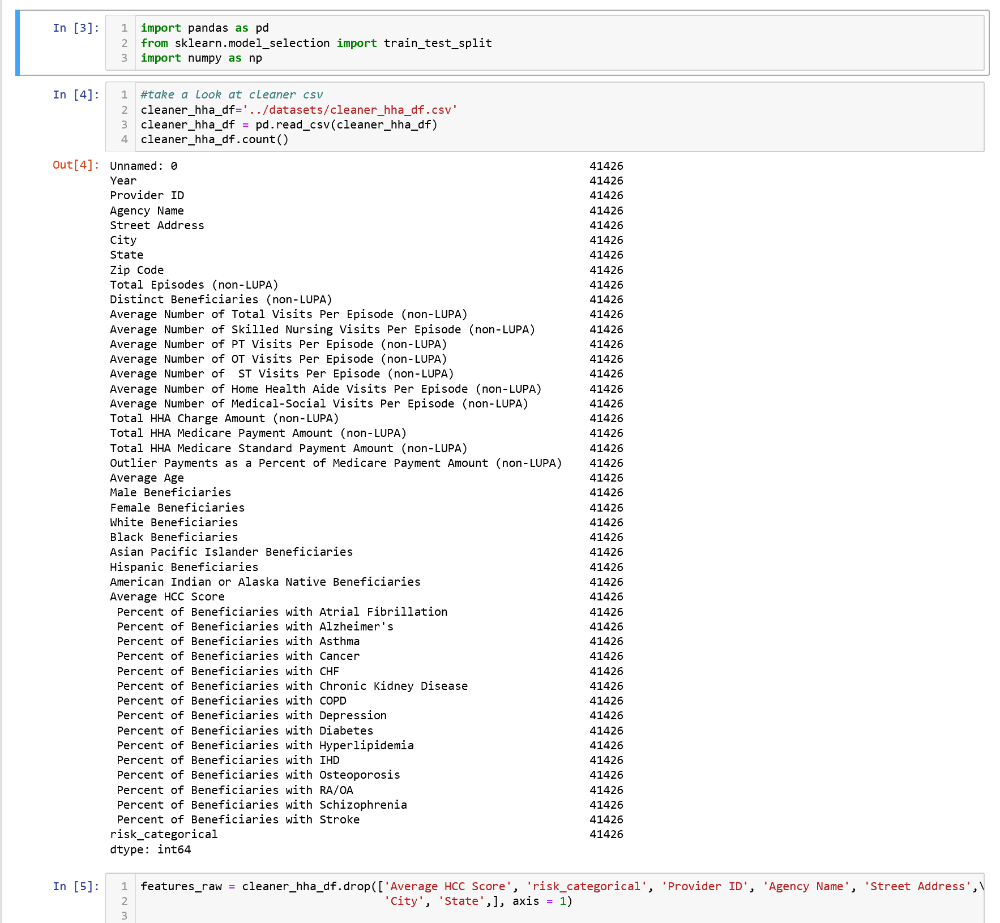 In [3]:
1 import pandas as pd
2 from sklearn.model_selection import train_test_split
3 import numpy as np
In [4]:
1 #take a look at cleaner csv
2 cleaner_hha_df='../datasets/cleaner_hha_df.csv'
3 cleaner_hha_df = pd.read_csv(cleaner_hha_df)
4 cleaner_hha_df.count()
Out[4]:
Unnamed: 0 41426
Year 41426
Provider ID 41426
Agency Name 41426
Street Address 41426
City 41426
State 41426
Zip Code 41426
Total Episodes (non-LUPA) 41426
Distinct Beneficiaries (non-LUPA) 41426
Average Number of Total Visits Per Episode (non-LUPA) 41426
Average Number of Skilled Nursing Visits Per Episode (non-LUPA) 41426
Average Number of PT Visits Per Episode (non-LUPA) 41426
Average Number of OT Visits Per Episode (non-LUPA) 41426
Average Number of  ST Visits Per Episode (non-LUPA) 41426
Average Number of Home Health Aide Visits Per Episode (non-LUPA) 41426
Average Number of Medical-Social Visits Per Episode (non-LUPA) 41426
Total HHA Charge Amount (non-LUPA) 41426
Total HHA Medicare Payment Amount (non-LUPA) 41426
Total HHA Medicare Standard Payment Amount (non-LUPA) 41426
Outlier Payments as a Percent of Medicare Payment Amount (non-LUPA) 41426
Average Age 41426
Male Beneficiaries 41426
Female Beneficiaries 41426
White Beneficiaries 41426
Black Beneficiaries 41426
Asian Pacific Islander Beneficiaries 41426
Hispanic Beneficiaries 41426
American Indian or Alaska Native Beneficiaries 41426
Average HCC Score 41426
Percent of Beneficiaries with Atrial Fibrillation 41426
Percent of Beneficiaries with Alzheimer's 41426
Percent of Beneficiaries with Asthma 41426
Percent of Beneficiaries with Cancer 41426
Percent of Beneficiaries with CHF 41426
Percent of Beneficiaries with Chronic Kidney Disease 41426
Percent of Beneficiaries with COPD 41426
Percent of Beneficiaries with Depression 41426
Percent of Beneficiaries with Diabetes 41426
Percent of Beneficiaries with Hyperlipidemia 41426
Percent of Beneficiaries with IHD 41426
Percent of Beneficiaries with Osteoporosis 41426
Percent of Beneficiaries with RA/OA 41426
Percent of Beneficiaries with Schizophrenia 41426
Percent of Beneficiaries with Stroke 41426
risk_categorical 41426
dtype: int64
In [5]:
1 features_raw = cleaner_hha_df.drop(['Average HCC Score', 'risk_categorical', 'Provider ID', 'Agency Name', 'Street Address',\
2 'City', 'State',], axis = 1)
3